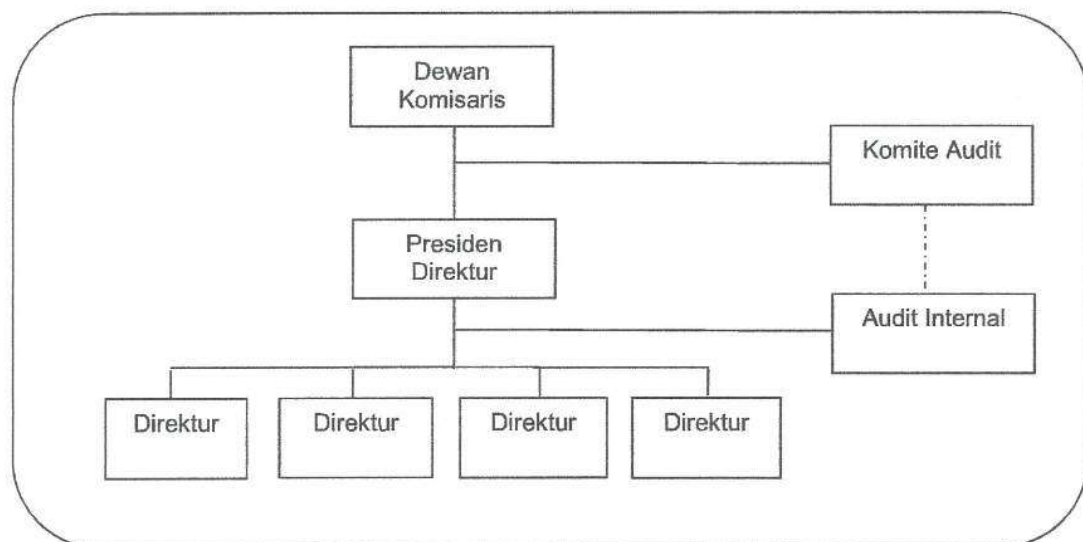 Dewan
Komisaris
Komite Audit
Presiden
Direktur
Audit Internal
Direktur
Direktur
Direktur
Direktur